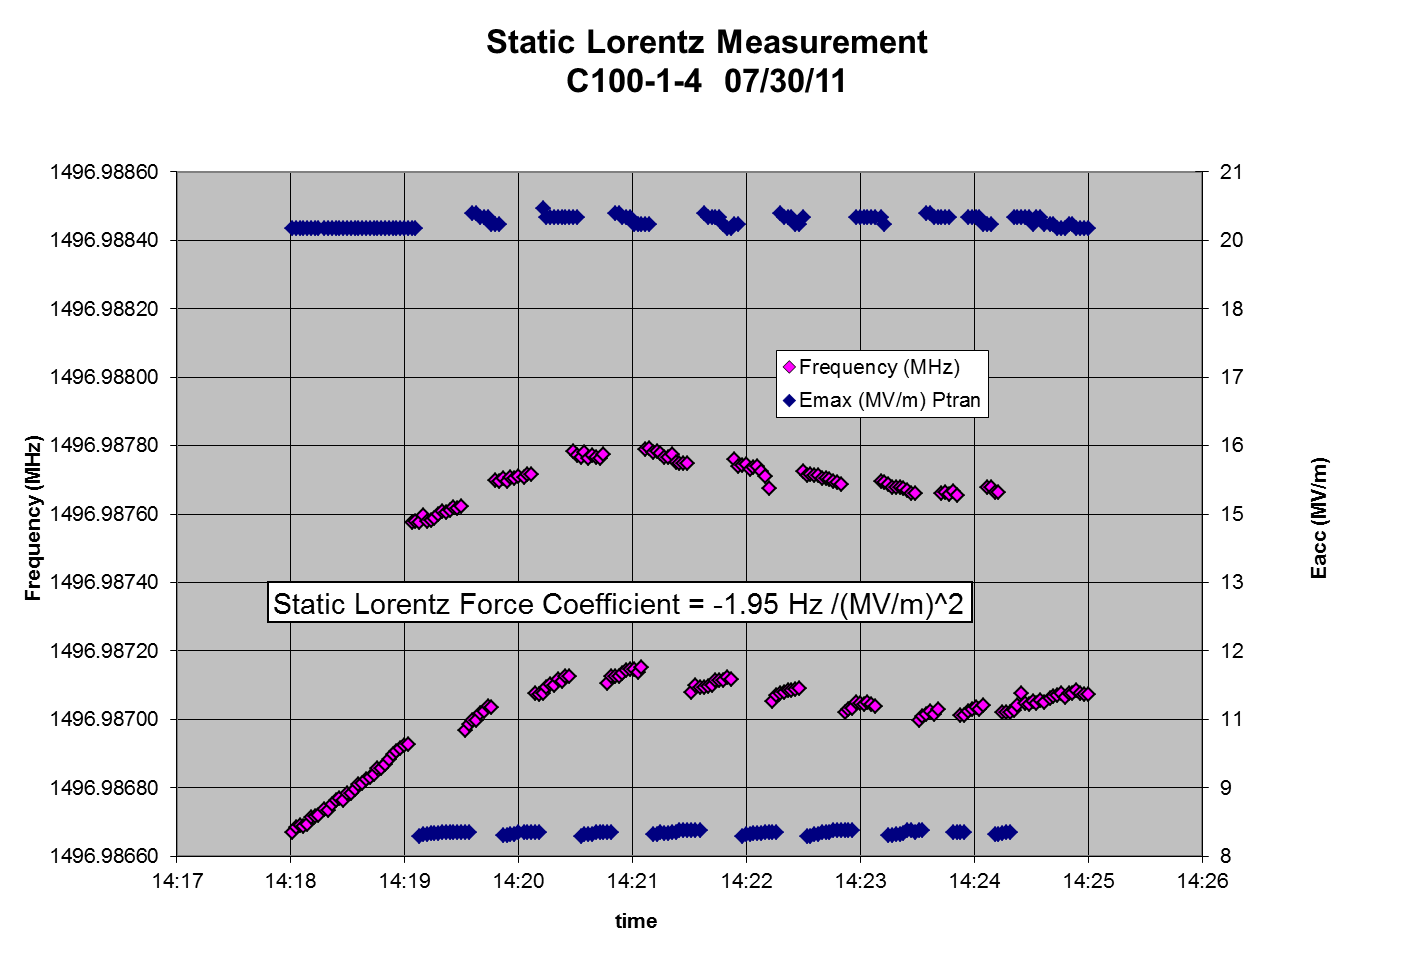 Static Lorentz Measurement
C100-1-4 07/30/11
1496.98860
1496.98840
1496.98820
1496.98800
1496.98780
1496.98760
1496.98740
1496.98720
1496.98700
1496.98680
1496.98660
Frequency (MHz)
21
20
18
17
16
15
13
12
11
9
8
Eacc (MV/m)
Frequency (MHz)
Emax (MV/m) Ptran
Static Lorentz Force Coefficient = -1.95 Hz /(MV/m)^2
14:17 14:18 14:19 14:20 14:21 14:22 14:23 14:24 14:25 14:26
time